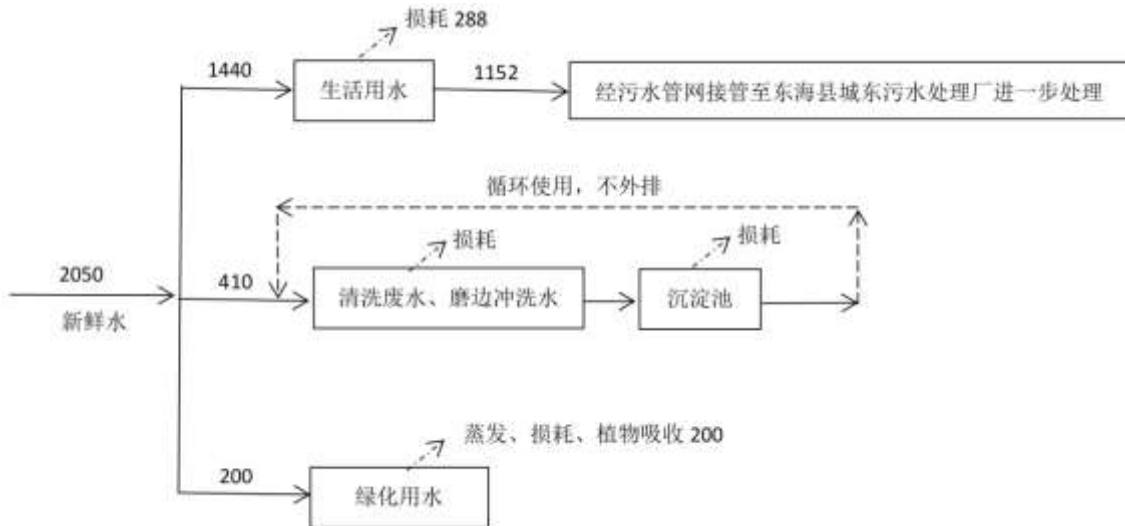 损耗 288
1440
生活用水
1152
经污水管网接管至东海县城东污水处理厂进一步处理
循环使用，不外排
损耗
损耗
2050
新鲜水
410
清洗废水、磨边冲洗水
沉淀池
蒸发、损耗、植物吸收 200
200
绿化用水